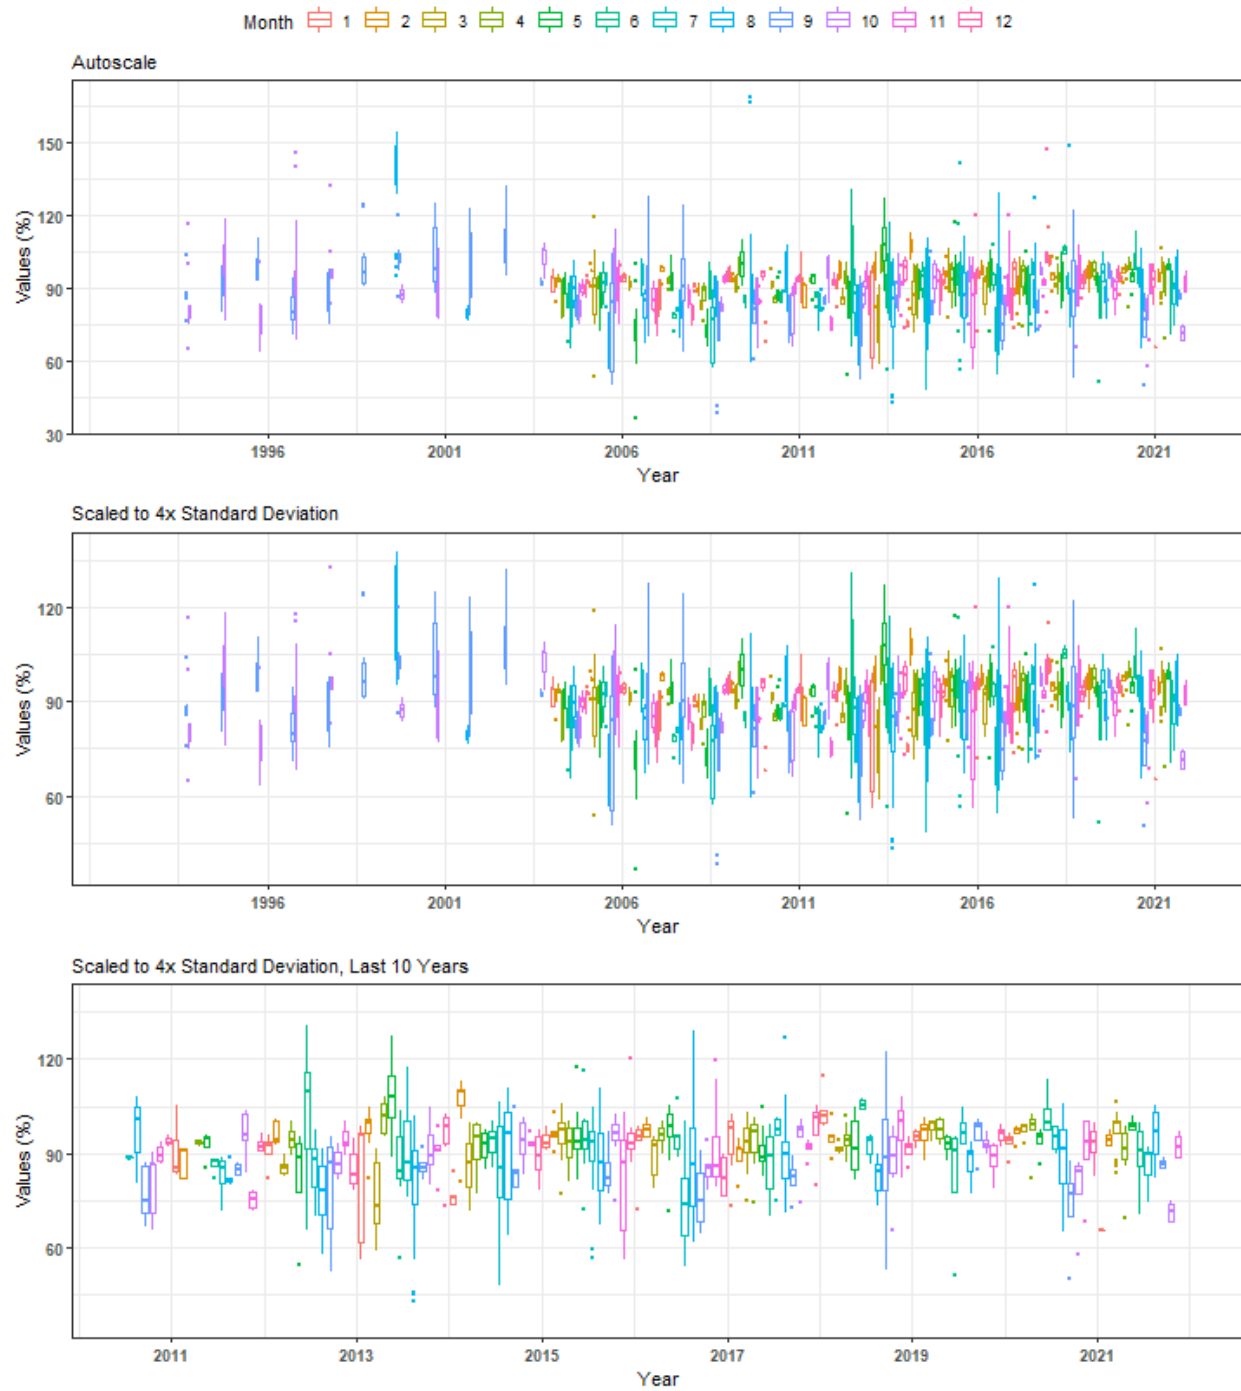 Month 1 2 3 4 5 6 7 8 9 10 11 12
Autoscale
Values (%)
150
120
90
60
30
1996 2001 2006 2011 2016 2021
Year
Scaled to 4x Standard Deviation
Values (%)
120
90
60
1996 2001 2006 2011 2016 2021
Year
Scaled to 4x Standard Deviation, Last 10 Years
Values (%)
120
90
60
2011 2013 2015 2017 2019 2021
Year